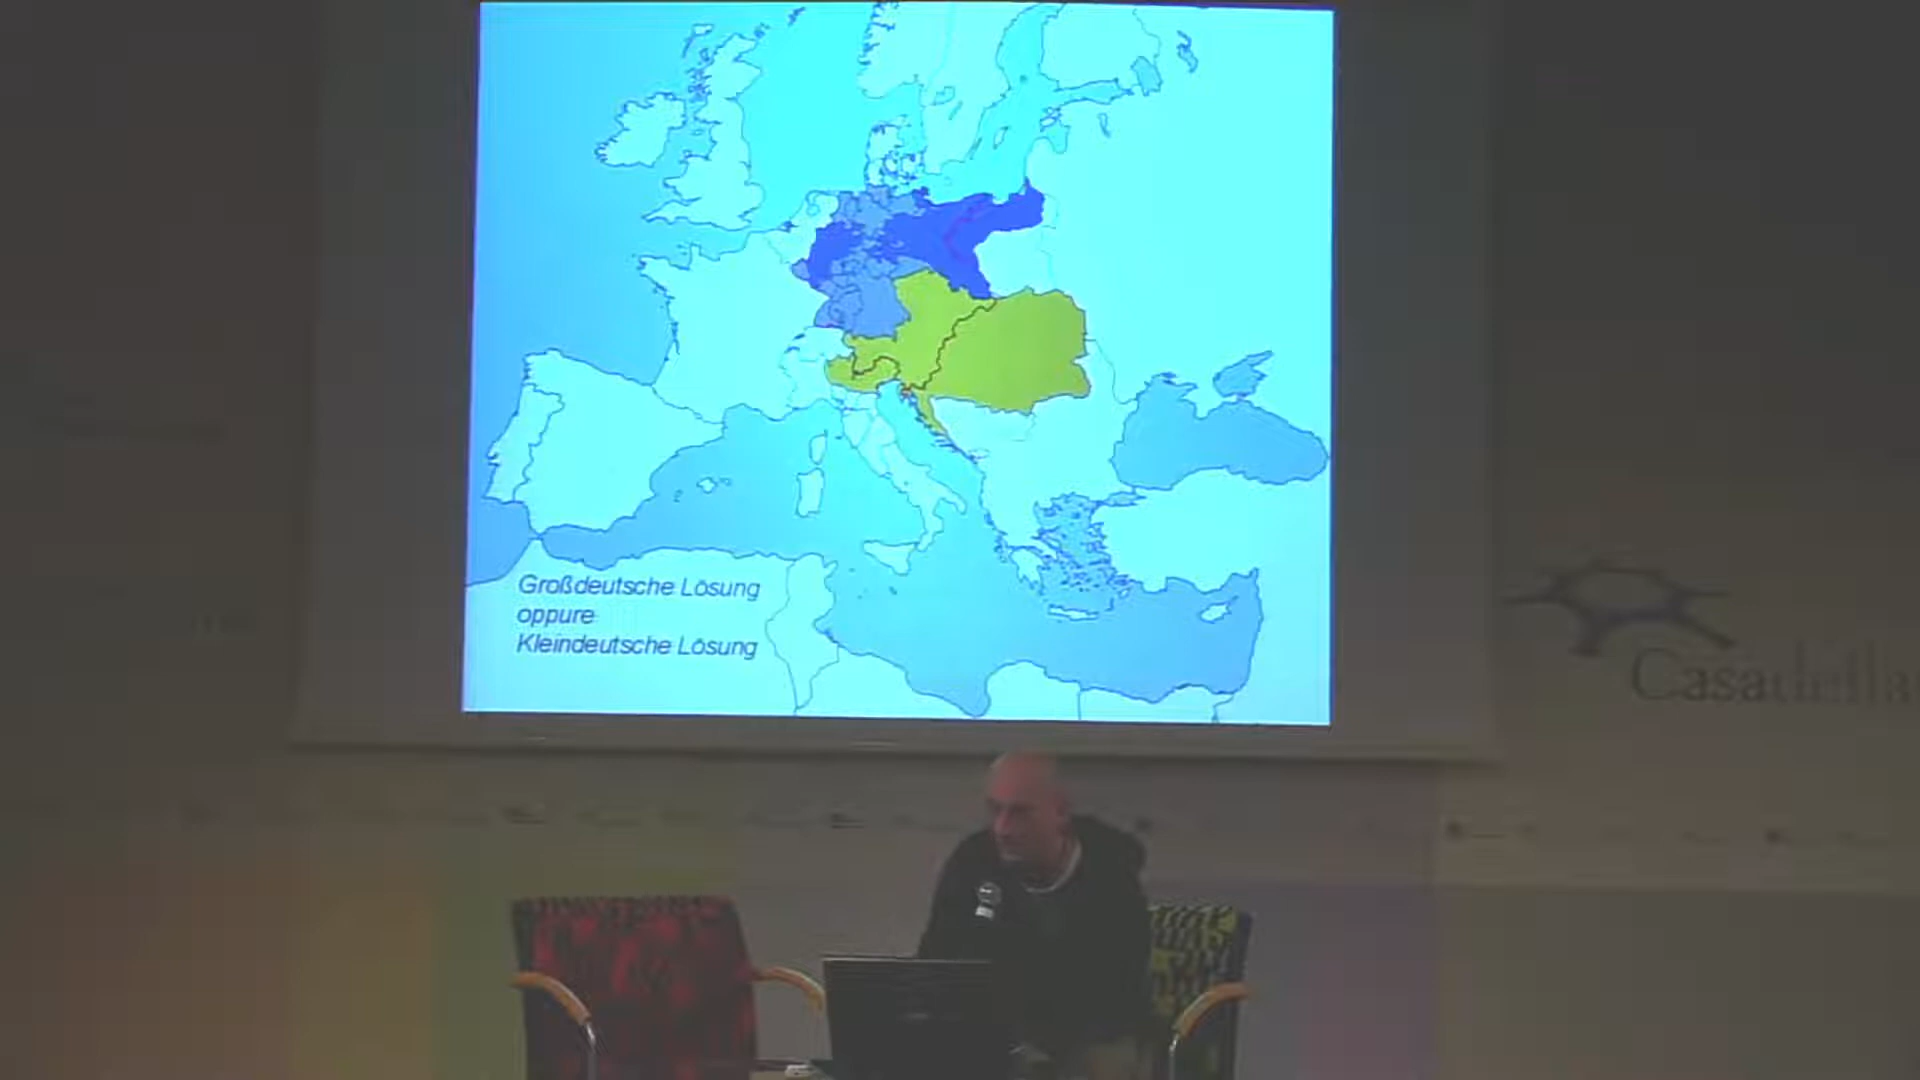 Großdeutsche Lösung
oppure
Kleindeutsche Lösung
Casadella